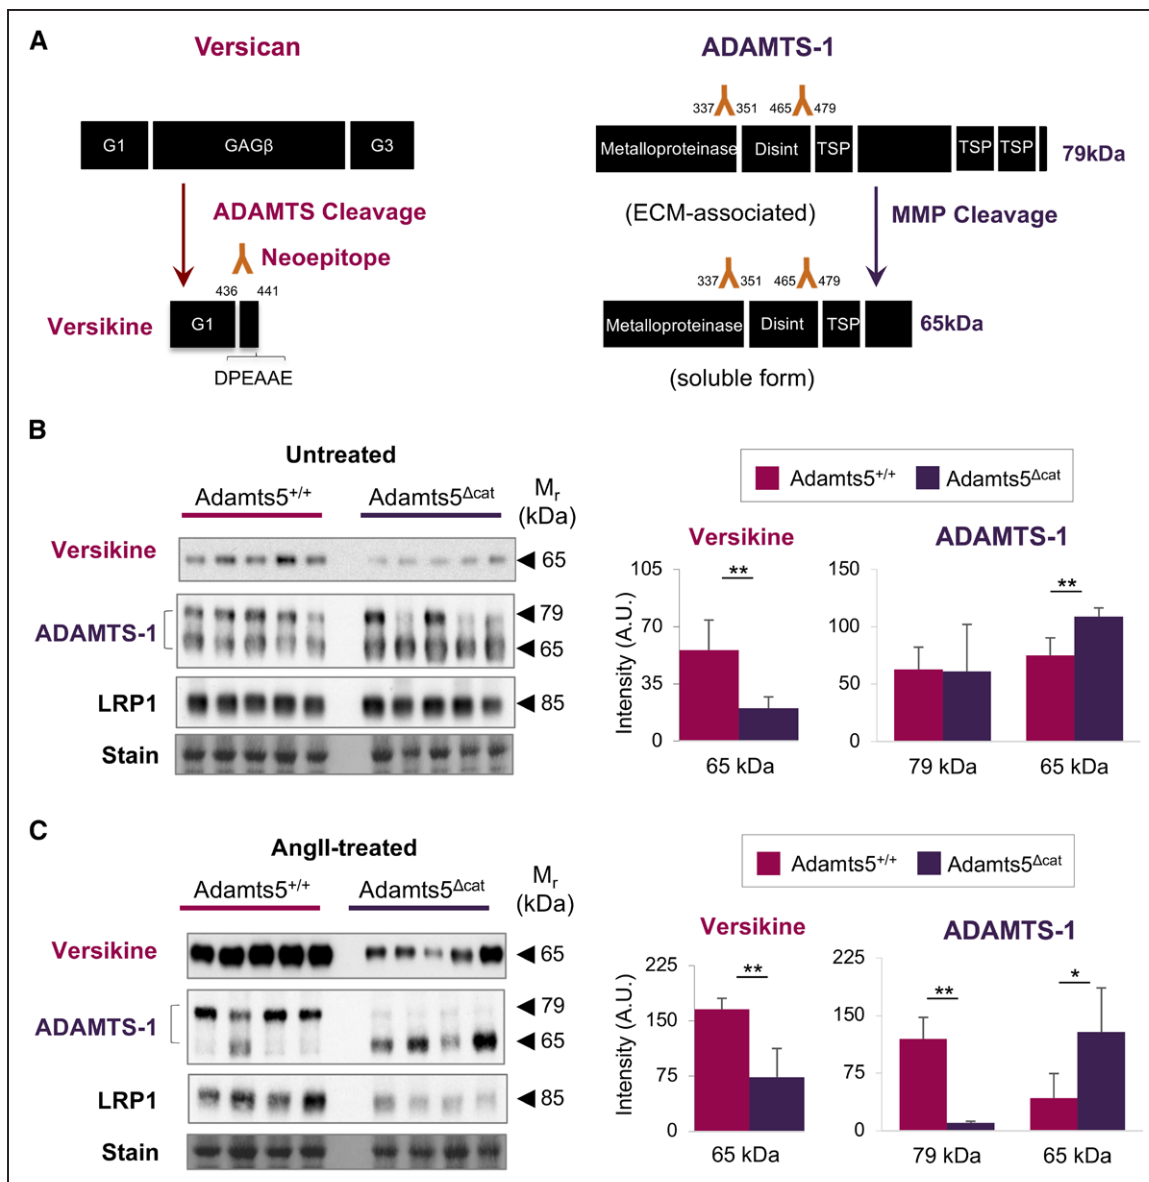 A
Versican
ADAMTS-1
337 351 465 479
G1 GAGβ G3
Metalloproteinase Disint TSP TSP TSP 79kDa
ADAMTS Cleavage
(ECM-associated)
MMP Cleavage
Neoepitope
436 441
337 351 465 479
Versikine G1
Metalloproteinase Disint TSP 65kDa
DPEAAE
(soluble form)
B
Untreated
Adamts5+/+ Adamts5Δcat
Mr
(kDa)
Versikine
65
ADAMTS-1
79
65
LRP1
85
Stain
Adamts5+/+ Adamts5Δcat
Versikine
ADAMTS-1
Intensity (A.U.)
105
70
35
0
**
65 kDa
150
100
50
0
**
79 kDa 65 kDa
C
AngII-treated
Adamts5+/+ Adamts5Δcat
Mr
(kDa)
Versikine
65
ADAMTS-1
79
65
LRP1
85
Stain
Adamts5+/+ Adamts5Δcat
Versikine
ADAMTS-1
Intensity (A.U.)
225
150
75
0
**
65 kDa
225
150
75
0
** *
79 kDa 65 kDa